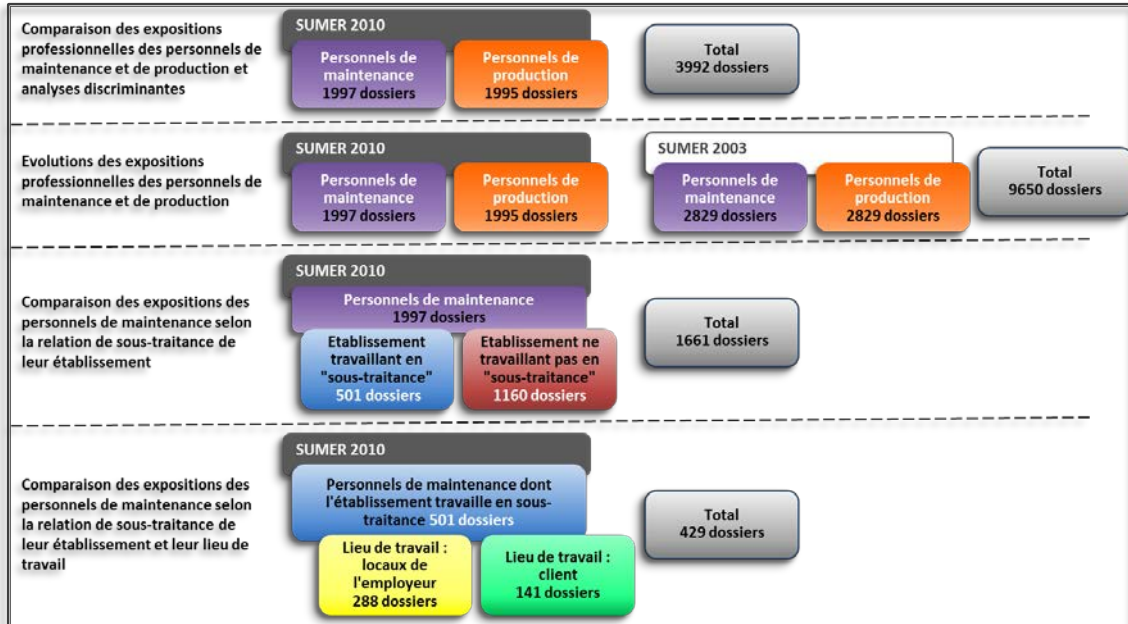 Comparaison des expositions
professionnelles des personnels de
maintenance et de production et
analyses discriminantes
SUMER 2010
Personnels de
maintenance
1997 dossiers
Personnels de
production
1995 dossiers
Total
3992 dossiers
Evolutions des expositions
professionnelles des personnels de
maintenance et de production
SUMER 2010
Personnels de
maintenance
1997 dossiers
Personnels de
production
1995 dossiers
SUMER 2003
Personnels de
maintenance
2829 dossiers
Personnels de
production
2829 dossiers
Total
9650 dossiers
Comparaison des expositions des
personnels de maintenance selon
la relation de sous-traitance de
leur établissement
SUMER 2010
Personnels de maintenance
1997 dossiers
Etablissement
travaillant en
"sous-traitance"
501 dossiers
Etablissement ne
travaillant pas en
"sous-traitance"
1160 dossiers
Total
1661 dossiers
Comparaison des expositions des
personnels de maintenance selon
la relation de sous-traitance de
leur établissement et leur lieu de
travail
SUMER 2010
Personnels de maintenance dont
l'établissement travaille en sous-
traitance 501 dossiers
Lieu de travail :
locaux de
l'employeur
288 dossiers
Lieu de travail :
client
141 dossiers
Total
429 dossiers